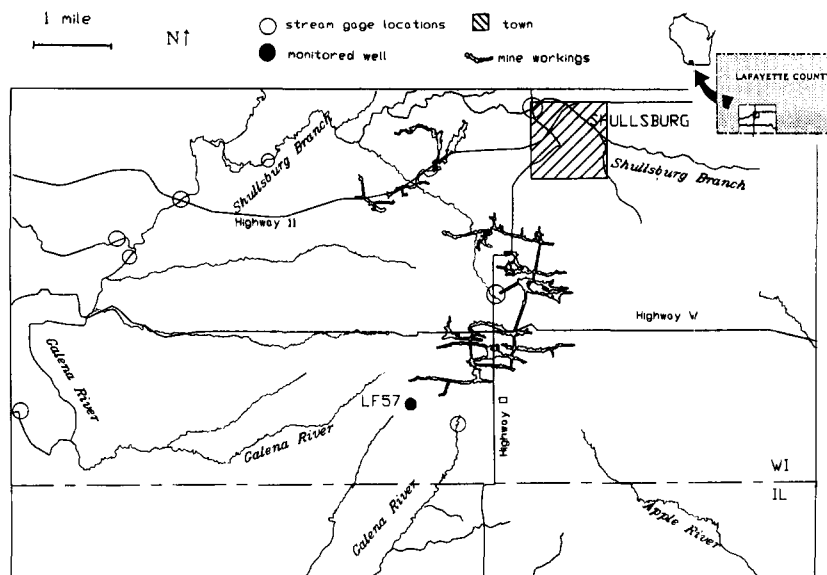 1 mile
N↑
stream gage locations
town
monitored well
mine workings
LAFAYETTE COUNTY
SHULLSBURG
Shullsburg Branch
Shullsburg Branch
Highway 11
Highway W
Galena River
LF57
Highway O
Galena River
WI
IL
Galena River
Apple River